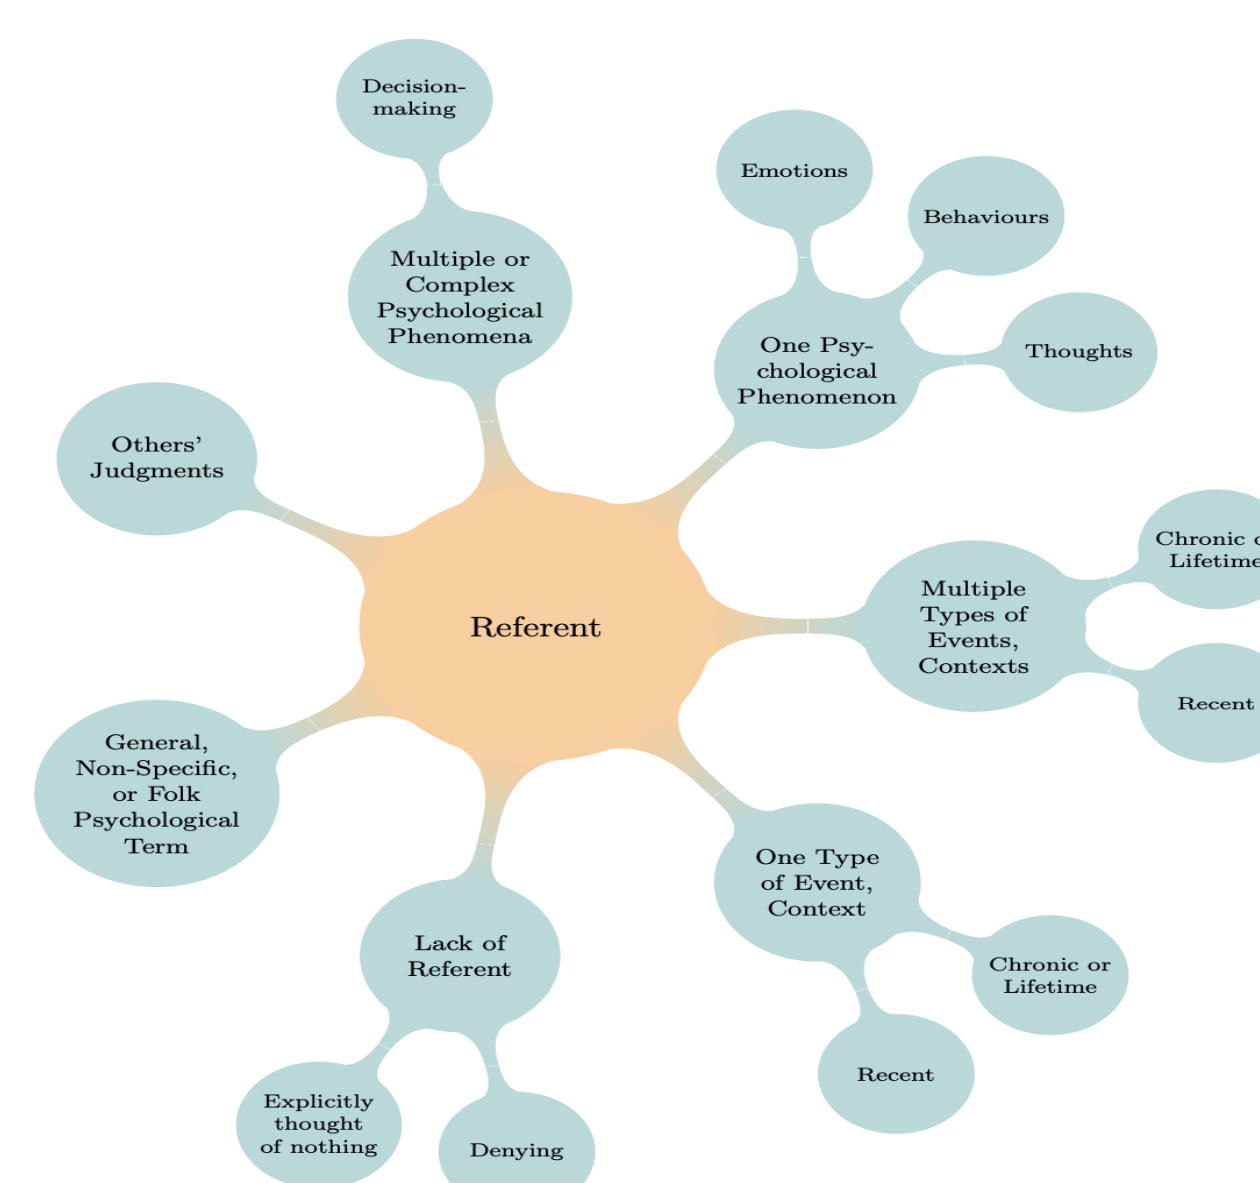 Decision-
making
Emotions
Behaviours
Multiple or
Complex
Psychological
Phenomena
One Psy-
chological
Phenomenon
Thoughts
Others'
Judgments
Chronic o
Lifetime
Multiple
Types of
Events,
Contexts
Referent
Recent
General,
Non-Specific,
or Folk
Psychological
Term
One Type
of Event,
Context
Lack of
Referent
Chronic or
Lifetime
Recent
Explicitly
thought
of nothing
Denying